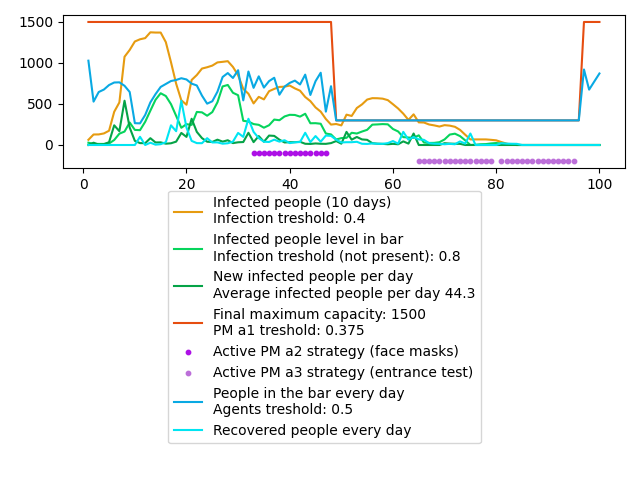 1500
1000
500
0
0 20 40 60 80 100
Infected people (10 days)
Infection treshold: 0.4
Infected people level in bar
Infection treshold (not present): 0.8
New infected people per day
Average infected people per day 44.3
Final maximum capacity: 1500
PM a1 treshold: 0.375
Active PM a2 strategy (face masks)
Active PM a3 strategy (entrance test)
People in the bar every day
Agents treshold: 0.5
Recovered people every day